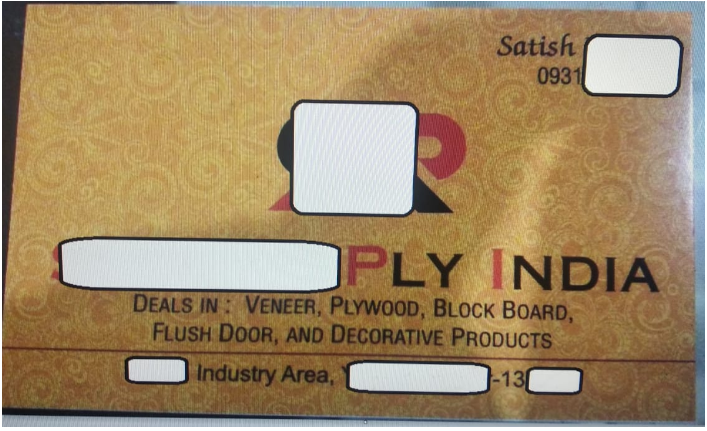 Satish
0931
PLY INDIA
DEALS IN : VENEER, PLYWOOD, BLOCK BOARD,
FLUSH DOOR, AND DECORATIVE PRODUCTS
Industry Area, -13